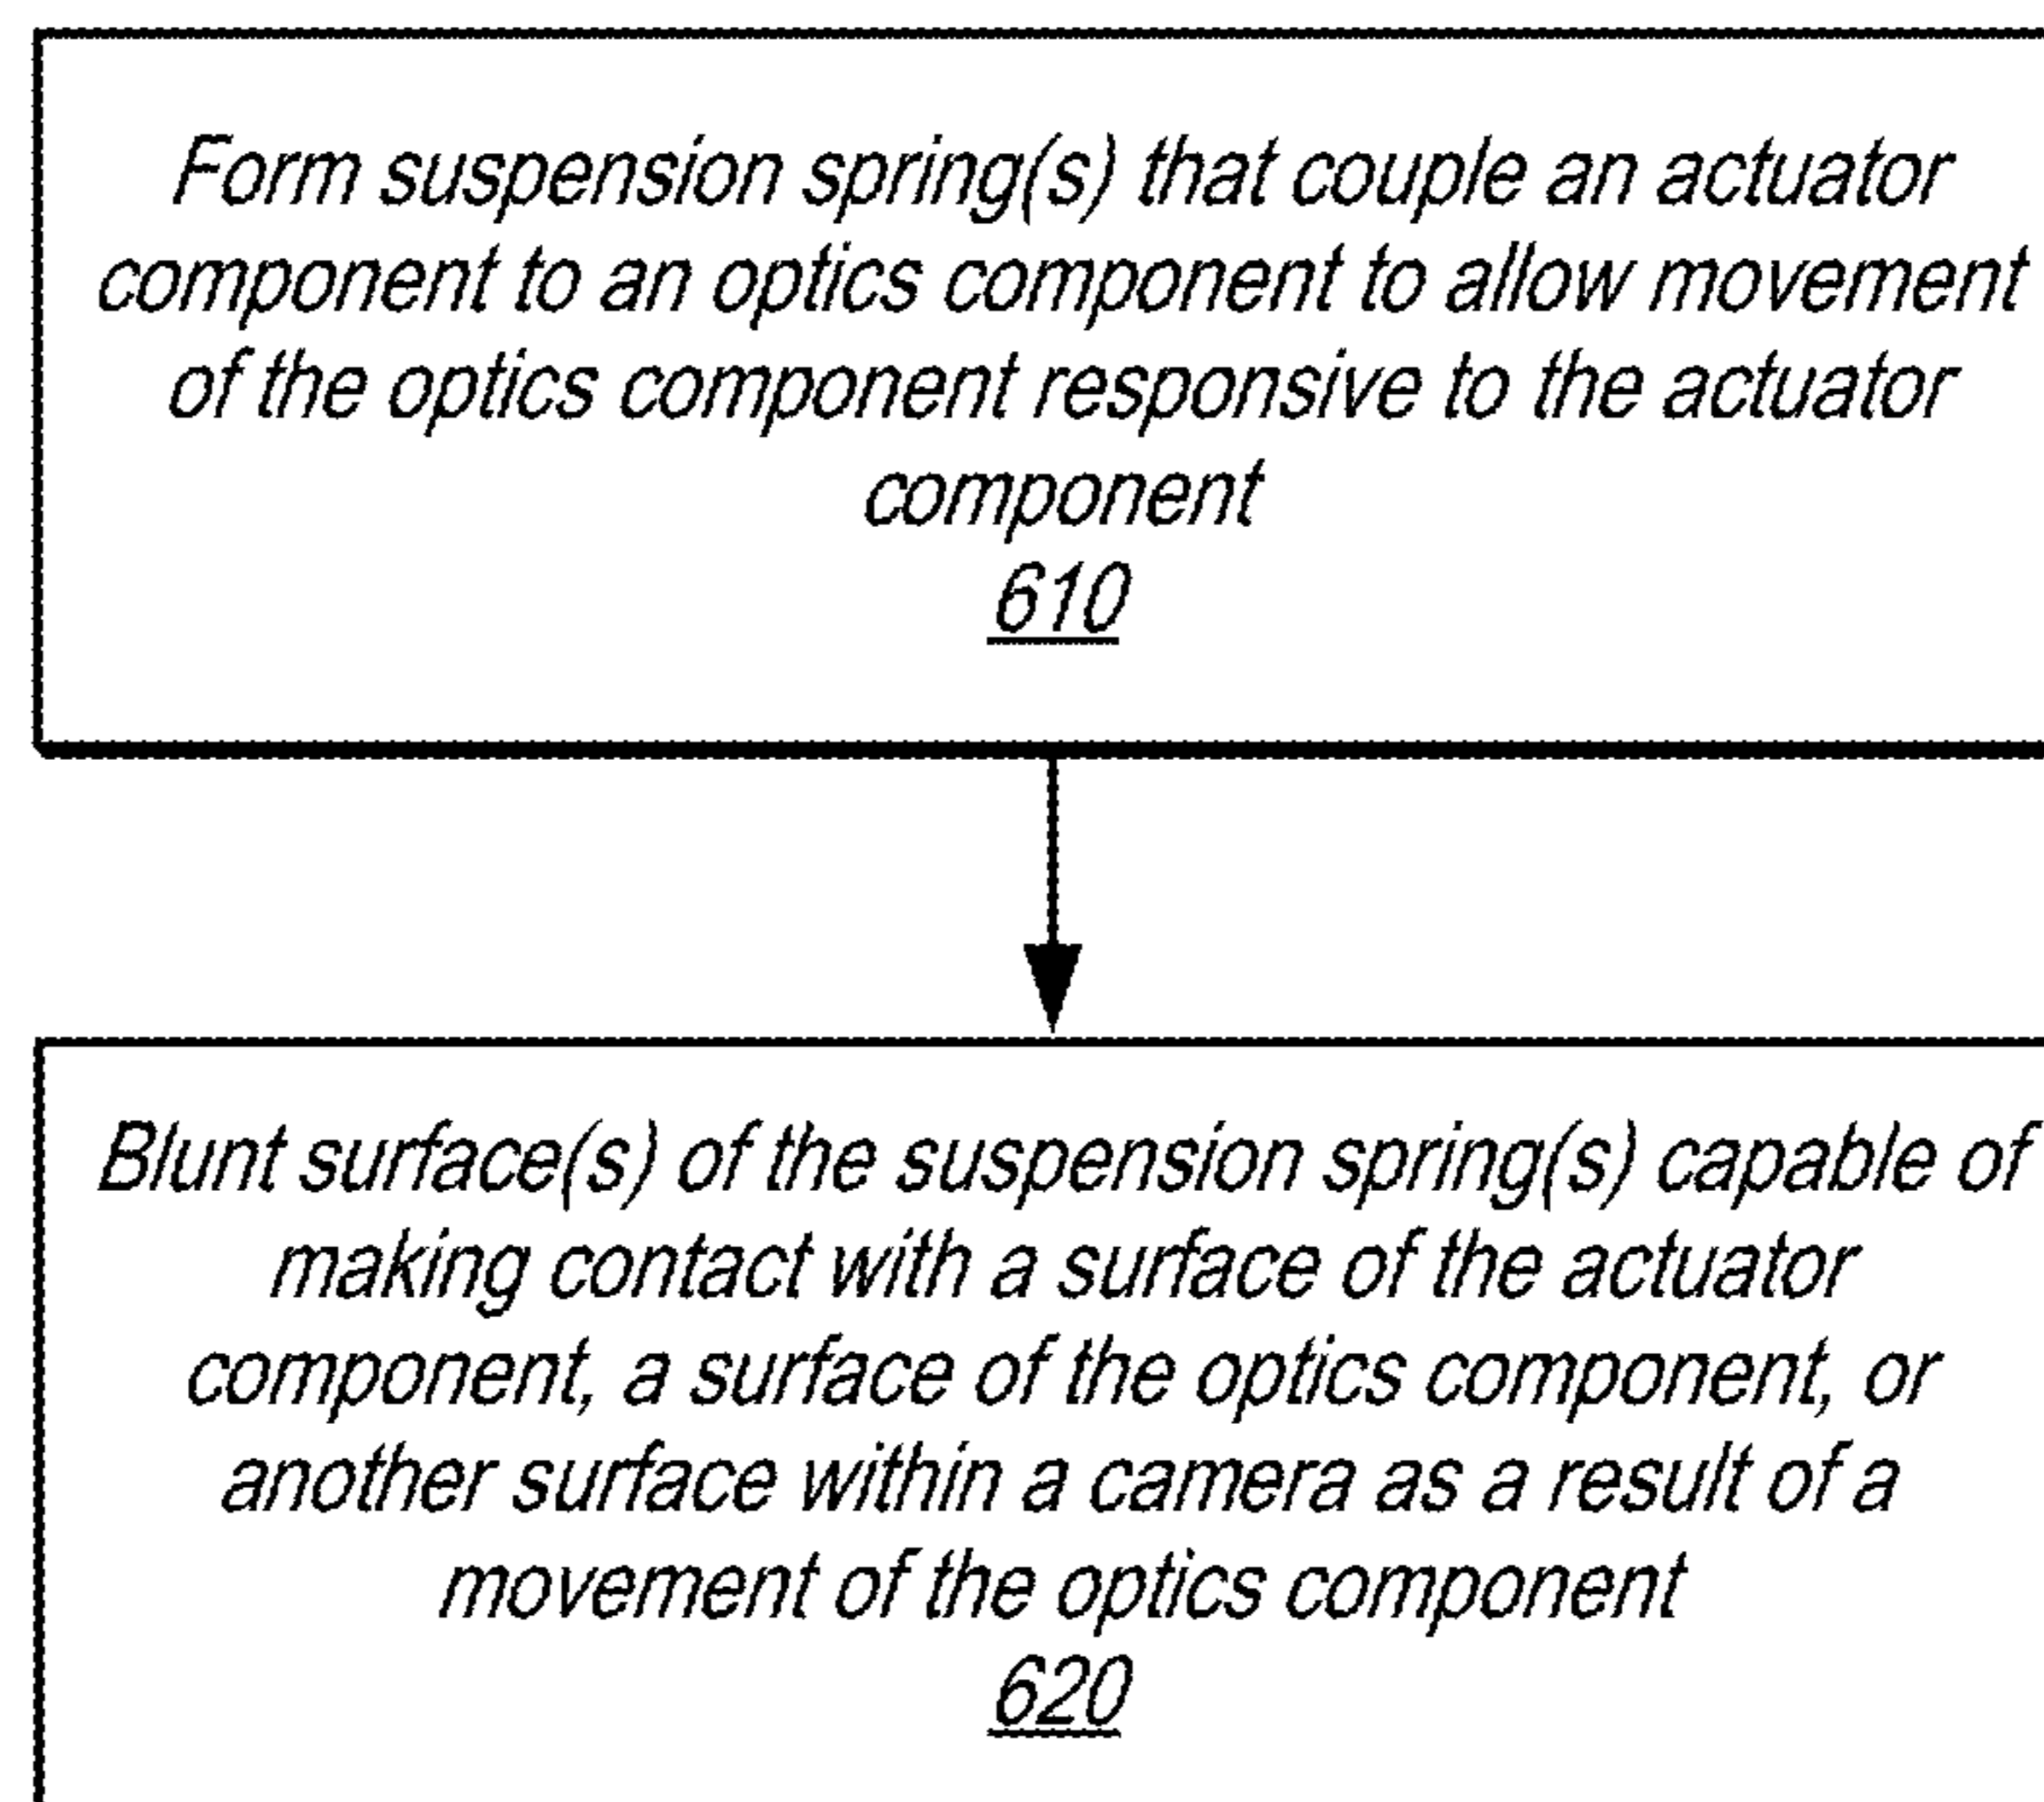 Form suspension spring(s) that couple an actuator
component to an optics component to allow movement
of the optics component responsive to the actuator
component
610
Blunt surface(s) of the suspension spring(s) capable of
making contact with a surface of the actuator
component, a surface of the optics component, or
another surface within a camera as a result of a
movement of the optics component
620